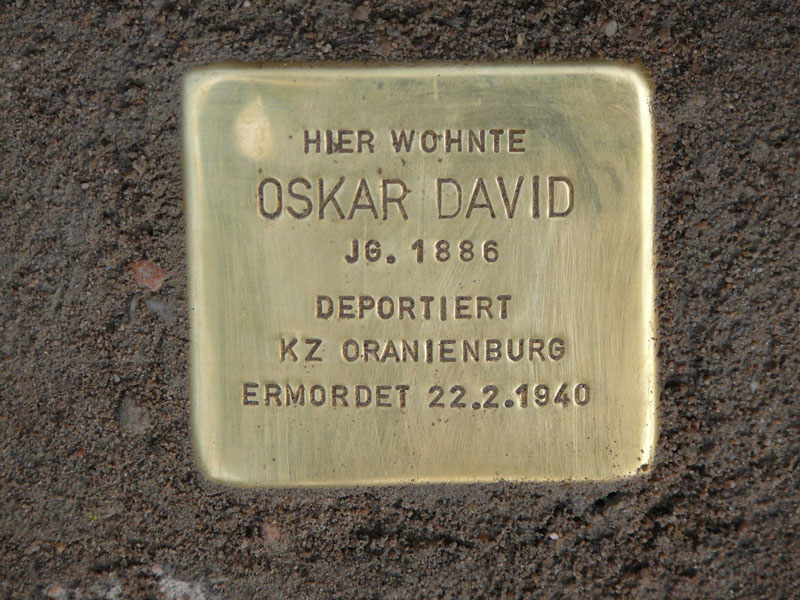 HIER WOHNTE
OSKAR DAVID
JG. 1886
DEPORTIERT
KZ ORANIENBURG
ERMORDET 22.2.1940